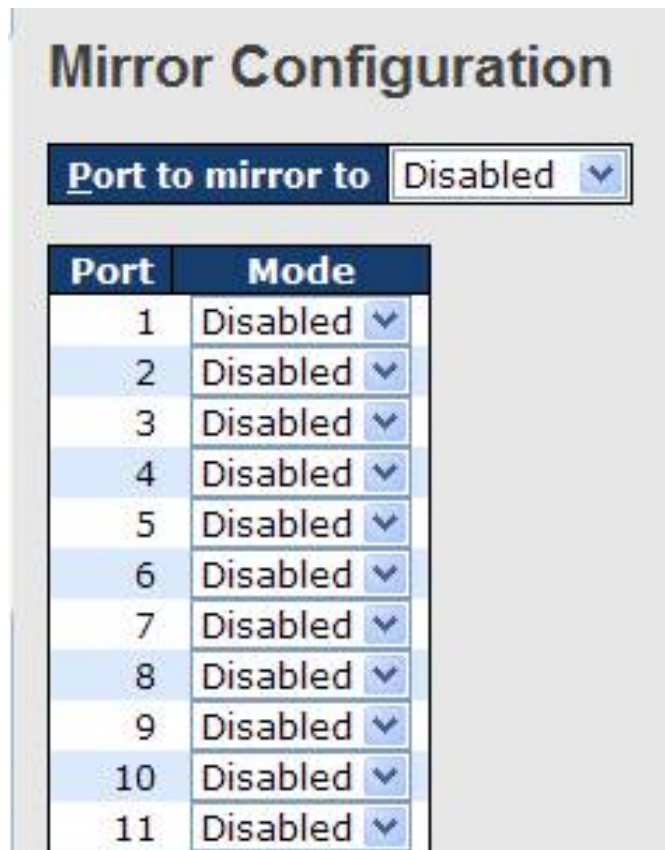 Mirror Configuration
Port to mirror to Disabled
Port Mode
1 Disabled
2 Disabled
3 Disabled
4 Disabled
5 Disabled
6 Disabled
7 Disabled
8 Disabled
9 Disabled
10 Disabled
11 Disabled